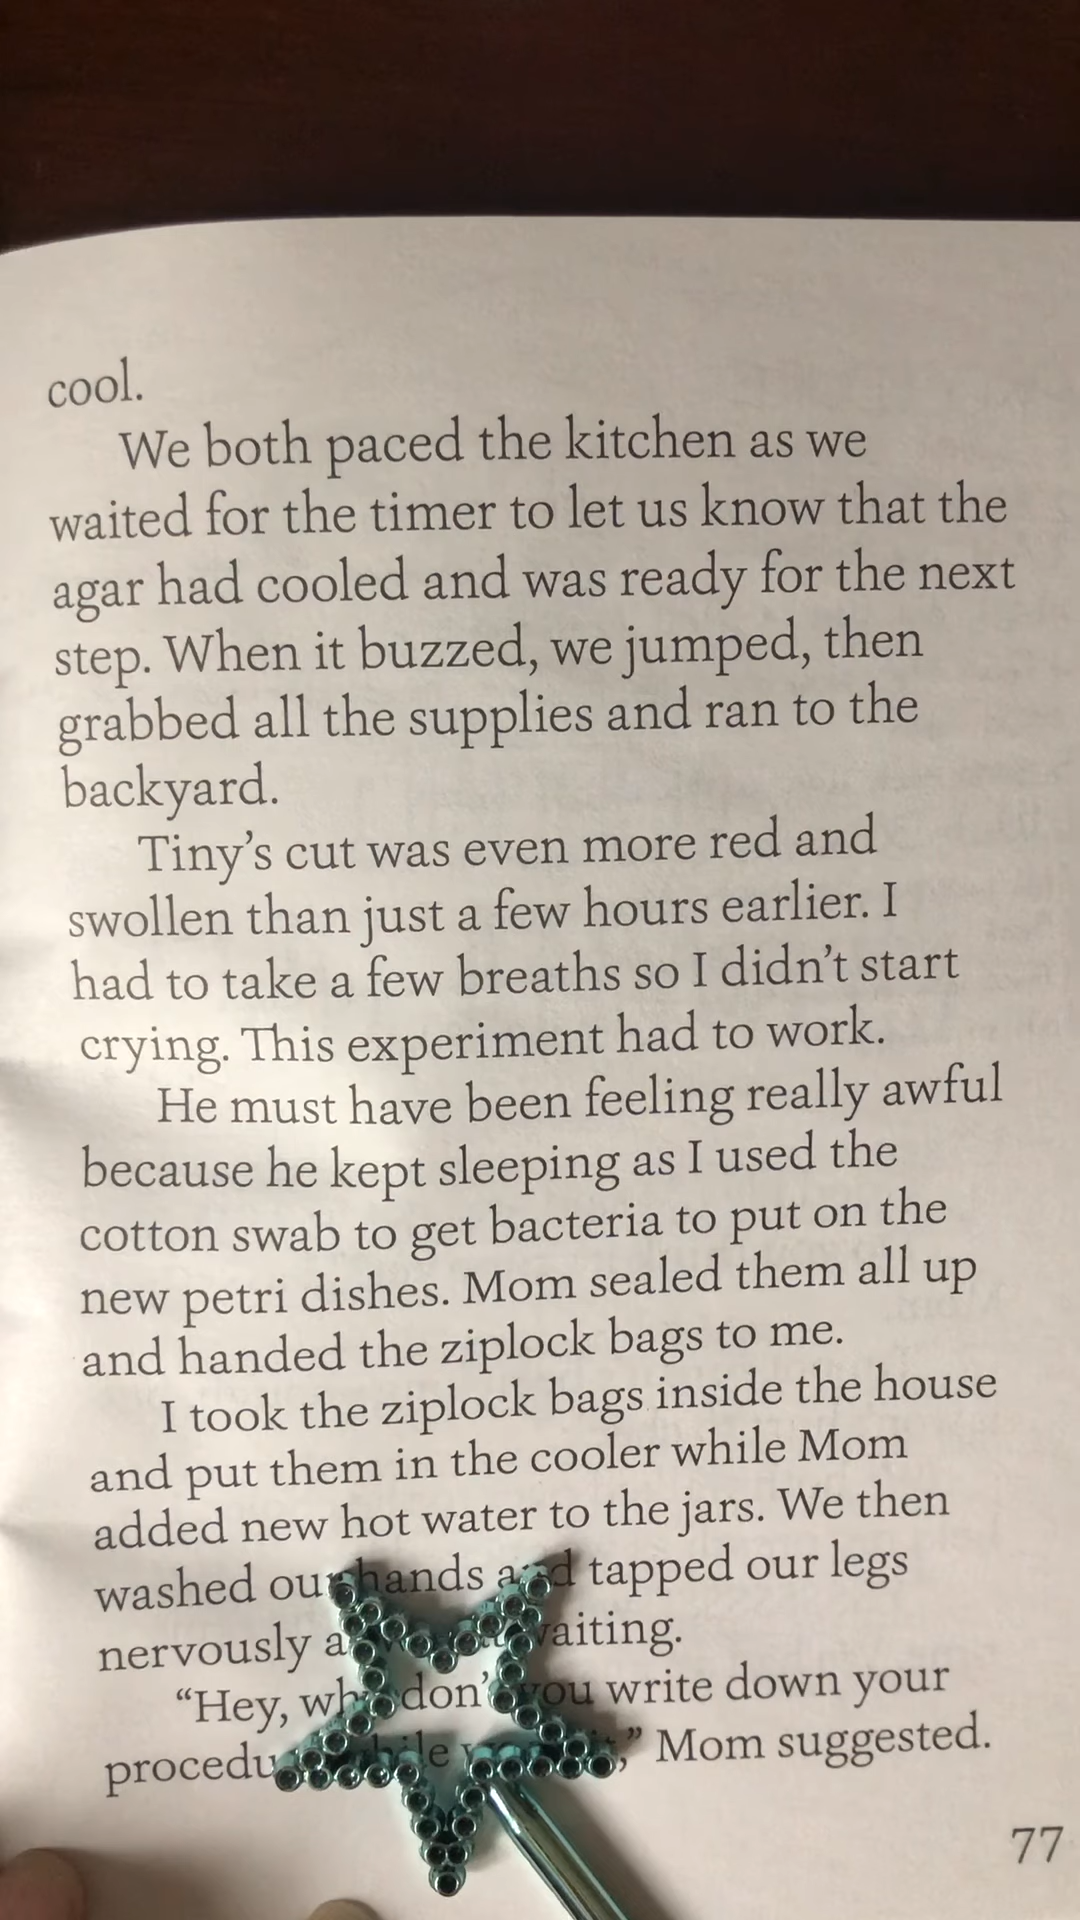 cool.
We both paced the kitchen as we
waited for the timer to let us know that the
agar had cooled and was ready for the next
step. When it buzzed, we jumped, then
grabbed all the supplies and ran to the
backyard.
Tiny’s cut was even more red and
swollen than just a few hours earlier. I
had to take a few breaths so I didn’t start
crying. This experiment had to work.
He must have been feeling really awful
because he kept sleeping as I used the
cotton swab to get bacteria to put on the
new petri dishes. Mom sealed them all up
and handed the ziplock bags to me.
I took the ziplock bags inside the house
and put them in the cooler while Mom
added new hot water to the jars. We then
washed our hands and tapped our legs
nervously waiting.
“Hey, why don’t you write down your
while Mom suggested.
77